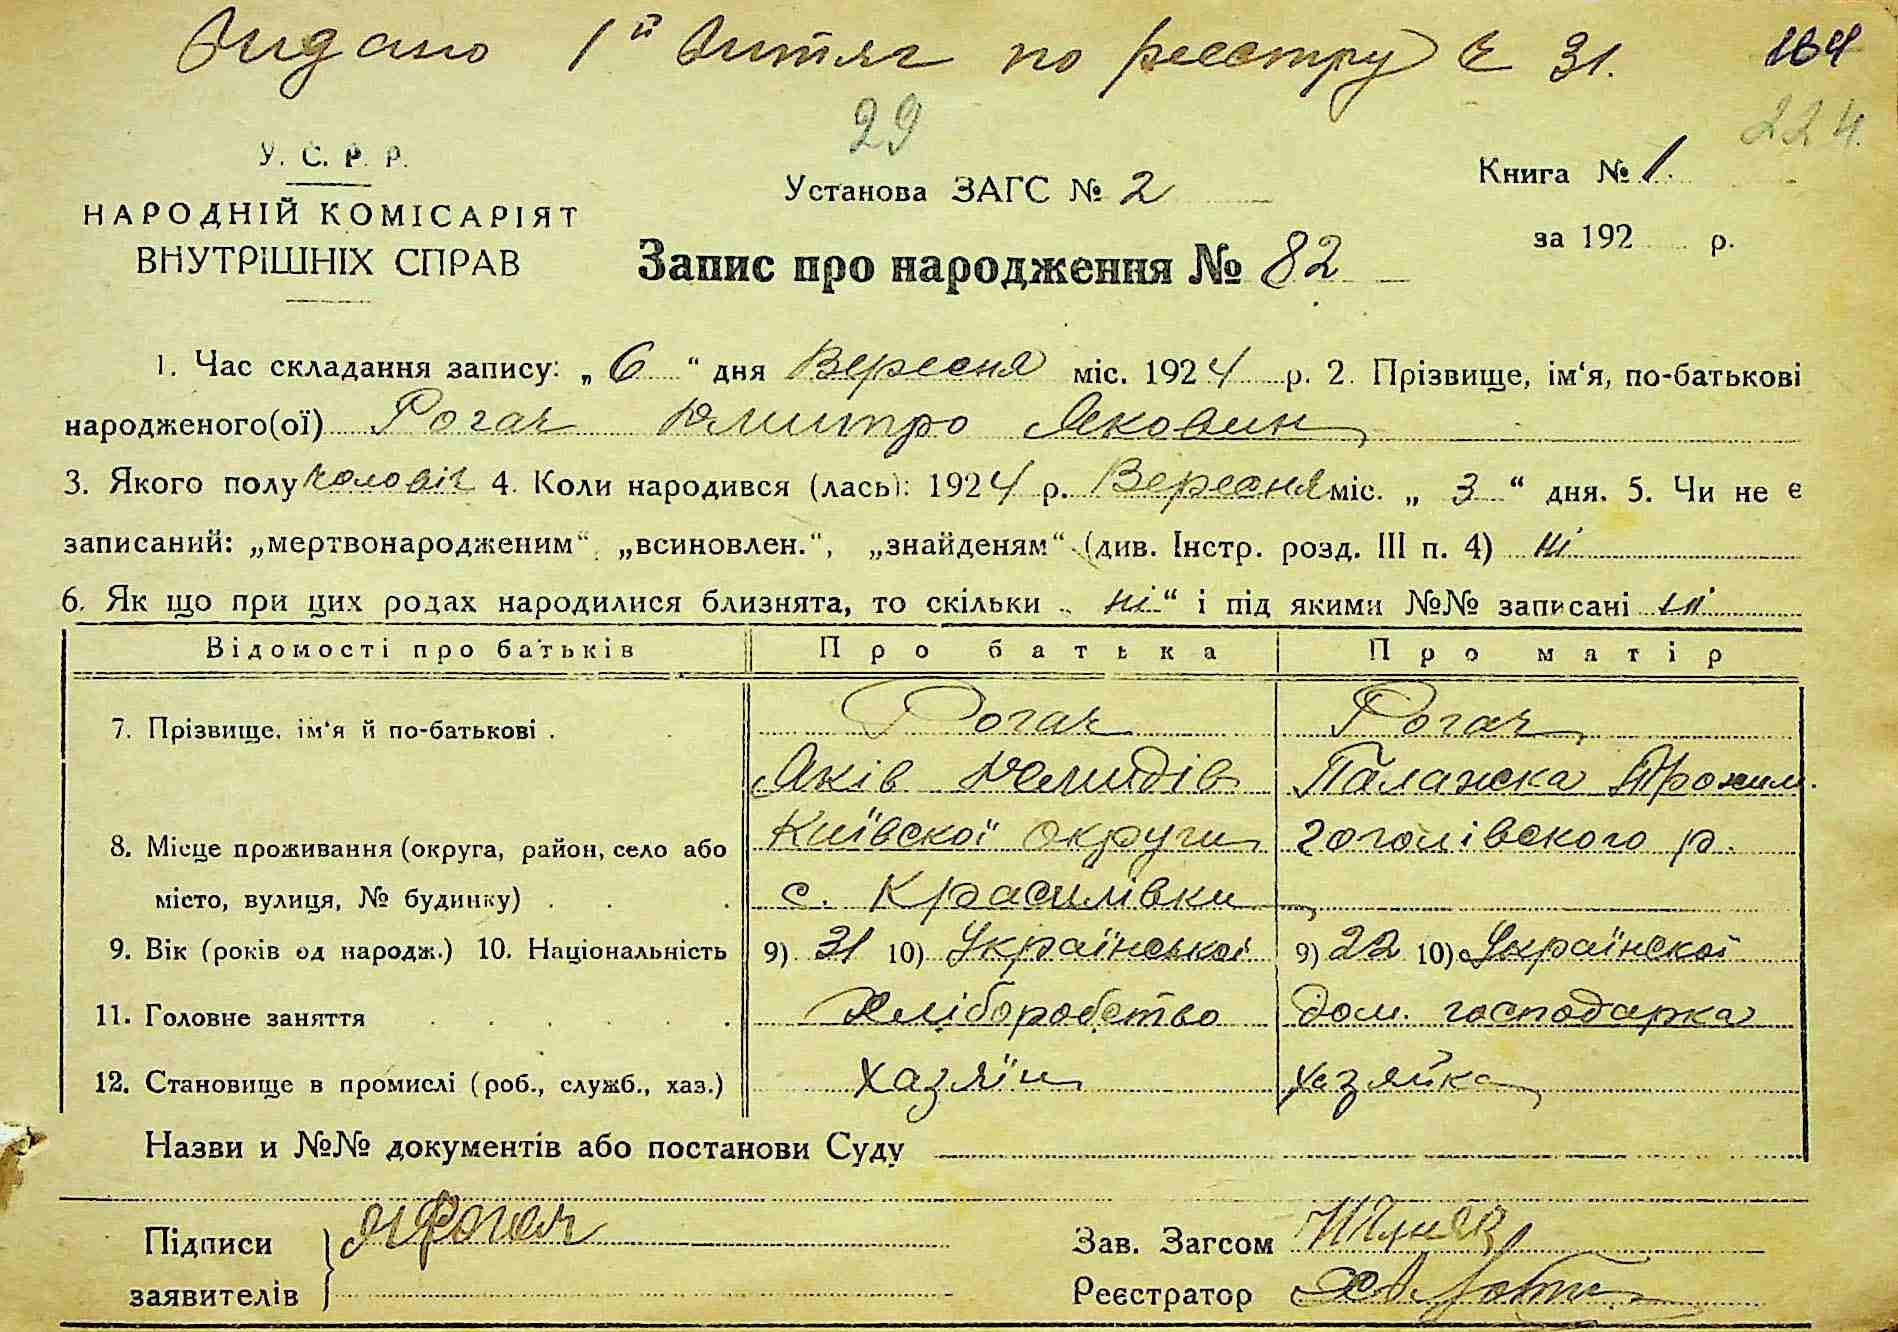 Видано 1й витяг по реєстру є 31. 164
29 224.
У. С. Р. Р.
НАРОДНІЙ КОМІСАРІЯТ
ВНУТРІШНІХ СПРАВ
Установа ЗАГС № 2
Книга № 1.
за 192 р.
Запис про народження № 82
1. Час складання запису: „ 6 “ дня Вересня міс. 1924 р. 2. Прізвище, ім‘я, по-батькові
народженого(ої) Рогач Дмитро Яковин
3. Якого полу чоловіч 4. Коли народився (лась): 1924 р. Вересня міс. „ 3 “ дня. 5. Чи не є
записаний: „мертвонародженим“, „всиновлен.“, „знайденям“ (див. Інстр. розд. III п. 4) ні
6. Як що при цих родах народилися близнята, то скільки „ ні “ і під якими №№ записані ні
Відомості про батьків Про батька Про матір
7. Прізвище, ім‘я й по-батькові . Рогач Рогач
Яків Демидів Палажка Трохим.
8. Місце проживання (округа, район, село або Київскої округи гоголівского р.
місто, вулиця, № будинку) . . . с. Красилівки
9. Вік (років од народж.) 10. Національність 9) 31 10) Української 9) 22 10) Українскої
11. Головне заняття . . . . . . Хліборобство Дом. господарка
12. Становище в промислі (роб., служб., хаз.) хазяїн хазяйка
Назви и №№ документів або постанови Суду
Підписи
заявителів
Я Рогач
Зав. Загсом
Реєстратор